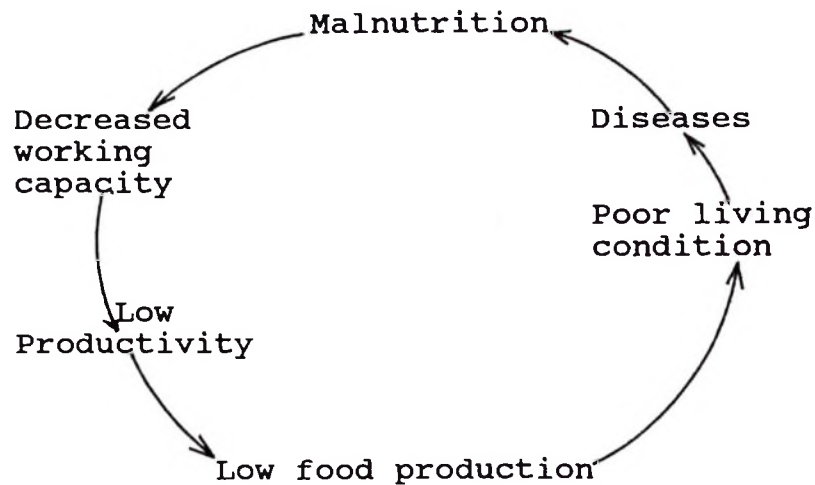 Malnutrition
Decreased
working
capacity
Low
Productivity
Low food production
Poor living
condition
Diseases